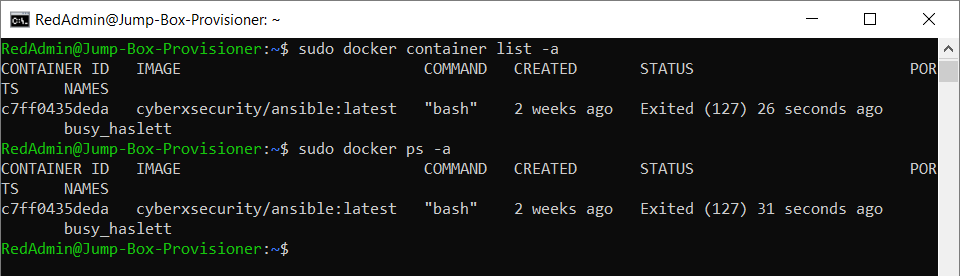 RedAdmin@Jump-Box-Provisioner: ~
RedAdmin@Jump-Box-Provisioner:~$ sudo docker container list -a
CONTAINER ID   IMAGE                           COMMAND   CREATED       STATUS                        POR
TS     NAMES
c7ff0435deda   cyberxsecurity/ansible:latest   "bash"    2 weeks ago   Exited (127) 26 seconds ago
       busy_haslett
RedAdmin@Jump-Box-Provisioner:~$ sudo docker ps -a
CONTAINER ID   IMAGE                           COMMAND   CREATED       STATUS                        POR
TS     NAMES
c7ff0435deda   cyberxsecurity/ansible:latest   "bash"    2 weeks ago   Exited (127) 31 seconds ago
       busy_haslett
RedAdmin@Jump-Box-Provisioner:~$